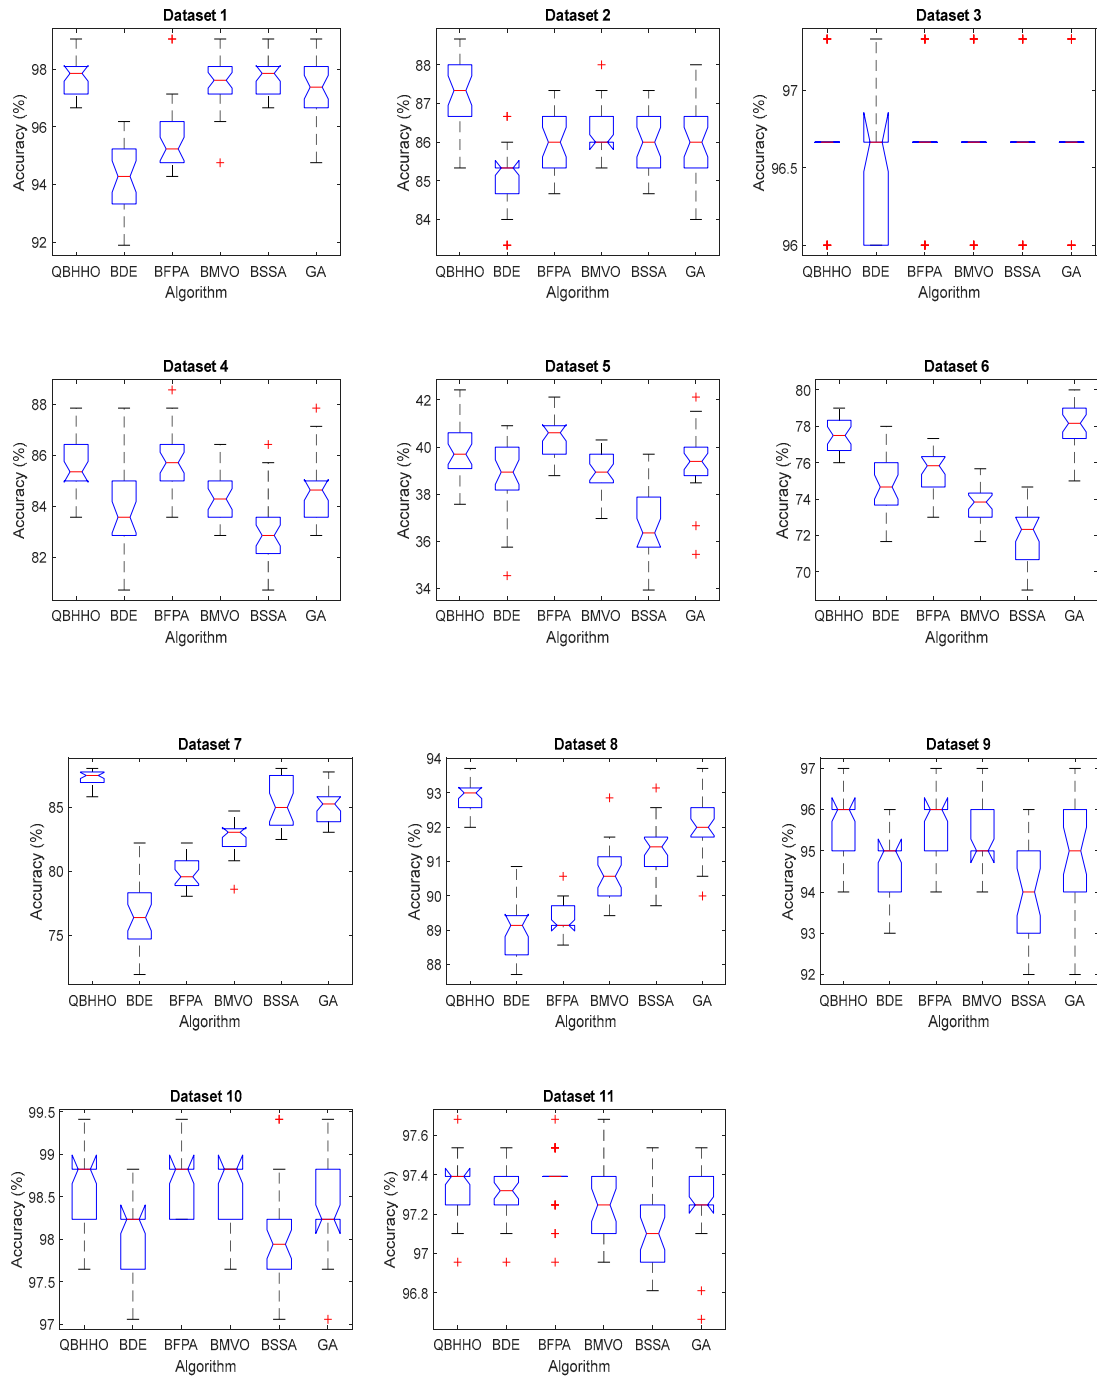 Dataset 1
Accuracy (%)
98
96
94
92
QBHHO BDE BFPA BMVO BSSA GA
Algorithm
Dataset 2
Accuracy (%)
88
87
86
85
84
QBHHO BDE BFPA BMVO BSSA GA
Algorithm
Dataset 3
Accuracy (%)
97
96.5
96
QBHHO BDE BFPA BMVO BSSA GA
Algorithm
Dataset 4
Accuracy (%)
88
86
84
82
QBHHO BDE BFPA BMVO BSSA GA
Algorithm
Dataset 5
Accuracy (%)
42
40
38
36
34
QBHHO BDE BFPA BMVO BSSA GA
Algorithm
Dataset 6
Accuracy (%)
80
78
76
74
72
70
QBHHO BDE BFPA BMVO BSSA GA
Algorithm
Dataset 7
Accuracy (%)
85
80
75
QBHHO BDE BFPA BMVO BSSA GA
Algorithm
Dataset 8
Accuracy (%)
94
93
92
91
90
89
88
QBHHO BDE BFPA BMVO BSSA GA
Algorithm
Dataset 9
Accuracy (%)
97
96
95
94
93
92
QBHHO BDE BFPA BMVO BSSA GA
Algorithm
Dataset 10
Accuracy (%)
99.5
99
98.5
98
97.5
97
QBHHO BDE BFPA BMVO BSSA GA
Algorithm
Dataset 11
Accuracy (%)
97.6
97.4
97.2
97
96.8
QBHHO BDE BFPA BMVO BSSA GA
Algorithm